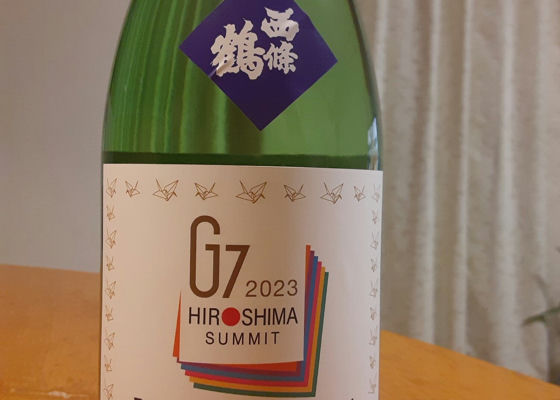 西條
鶴
G7 2023
HIROSHIMA
SUMMIT